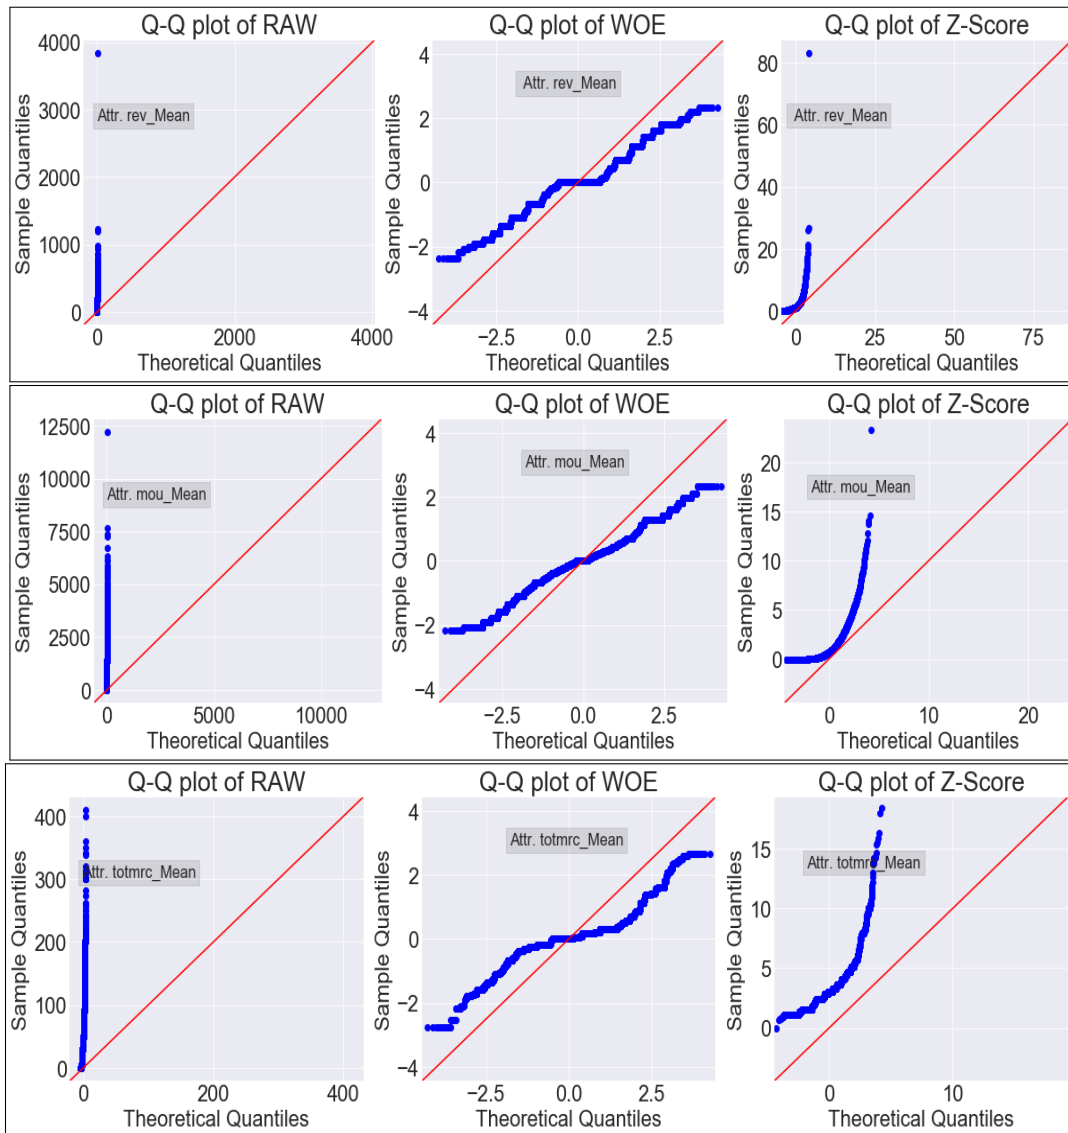 Q-Q plot of RAW
4000
3000
2000
1000
0
Sample Quantiles
Attr. rev_Mean
0
2000
4000
Theoretical Quantiles
Q-Q plot of WOE
4
2
0
−2
−4
Sample Quantiles
Attr. rev_Mean
−2.5
0.0
2.5
Theoretical Quantiles
Q-Q plot of Z-Score
80
60
40
20
0
Sample Quantiles
Attr. rev_Mean
0
25
50
75
Theoretical Quantiles
Q-Q plot of RAW
12500
10000
7500
5000
2500
0
Sample Quantiles
Attr. mou_Mean
0
5000
10000
Theoretical Quantiles
Q-Q plot of WOE
4
2
0
−2
−4
Sample Quantiles
Attr. mou_Mean
−2.5
0.0
2.5
Theoretical Quantiles
Q-Q plot of Z-Score
20
15
10
5
0
Sample Quantiles
Attr. mou_Mean
0
10
20
Theoretical Quantiles
Q-Q plot of RAW
400
300
200
100
0
Sample Quantiles
Attr. totmrc_Mean
0
200
400
Theoretical Quantiles
Q-Q plot of WOE
4
2
0
−2
−4
Sample Quantiles
Attr. totmrc_Mean
−2.5
0.0
2.5
Theoretical Quantiles
Q-Q plot of Z-Score
15
10
5
0
Sample Quantiles
Attr. totmrc_Mean
0
10
Theoretical Quantiles